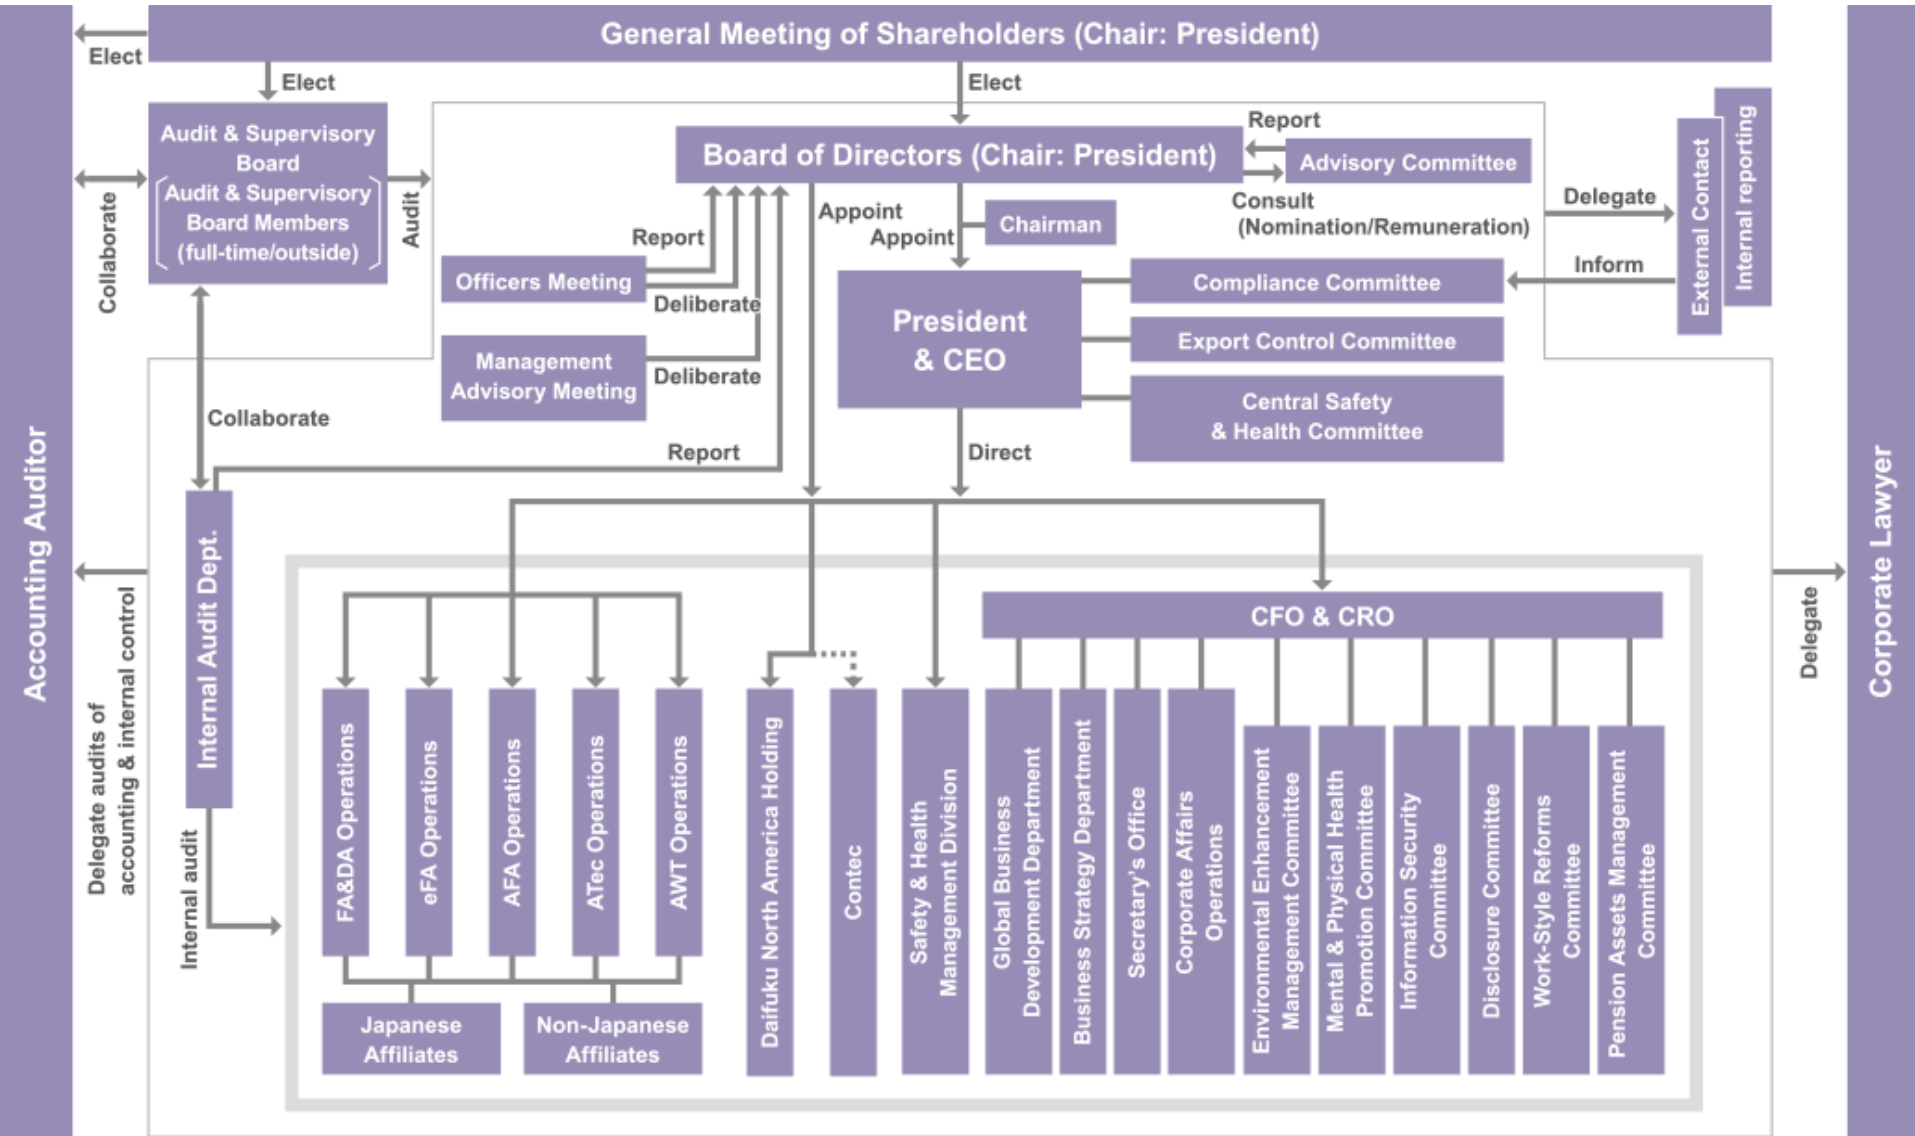 General Meeting of Shareholders (Chair: President)
Elect
Elect
Elect
Audit & Supervisory
Board
Audit & Supervisory
Board Members
(full-time/outside)
Collaborate
Audit
Board of Directors (Chair: President)
Report
Advisory Committee
Consult
(Nomination/Remuneration)
Appoint
Appoint
Chairman
Delegate
Inform
External Contact
Internal reporting
Report
Officers Meeting
Deliberate
Management
Advisory Meeting
Deliberate
President
& CEO
Compliance Committee
Export Control Committee
Central Safety
& Health Committee
Collaborate
Report
Direct
Accounting Auditor
Corporate Lawyer
Internal Audit Dept.
Delegate audits of
accounting & internal control
Internal audit
Delegate
CFO & CRO
FA&DA Operations
eFA Operations
AFA Operations
ATec Operations
AWT Operations
Daifuku North America Holding
Contec
Safety & Health
Management Division
Global Business
Development Department
Business Strategy Department
Secretary's Office
Corporate Affairs
Operations
Environmental Enhancement
Management Committee
Mental & Physical Health
Promotion Committee
Information Security
Committee
Disclosure Committee
Work-Style Reforms
Committee
Pension Assets Management
Committee
Japanese
Affiliates
Non-Japanese
Affiliates